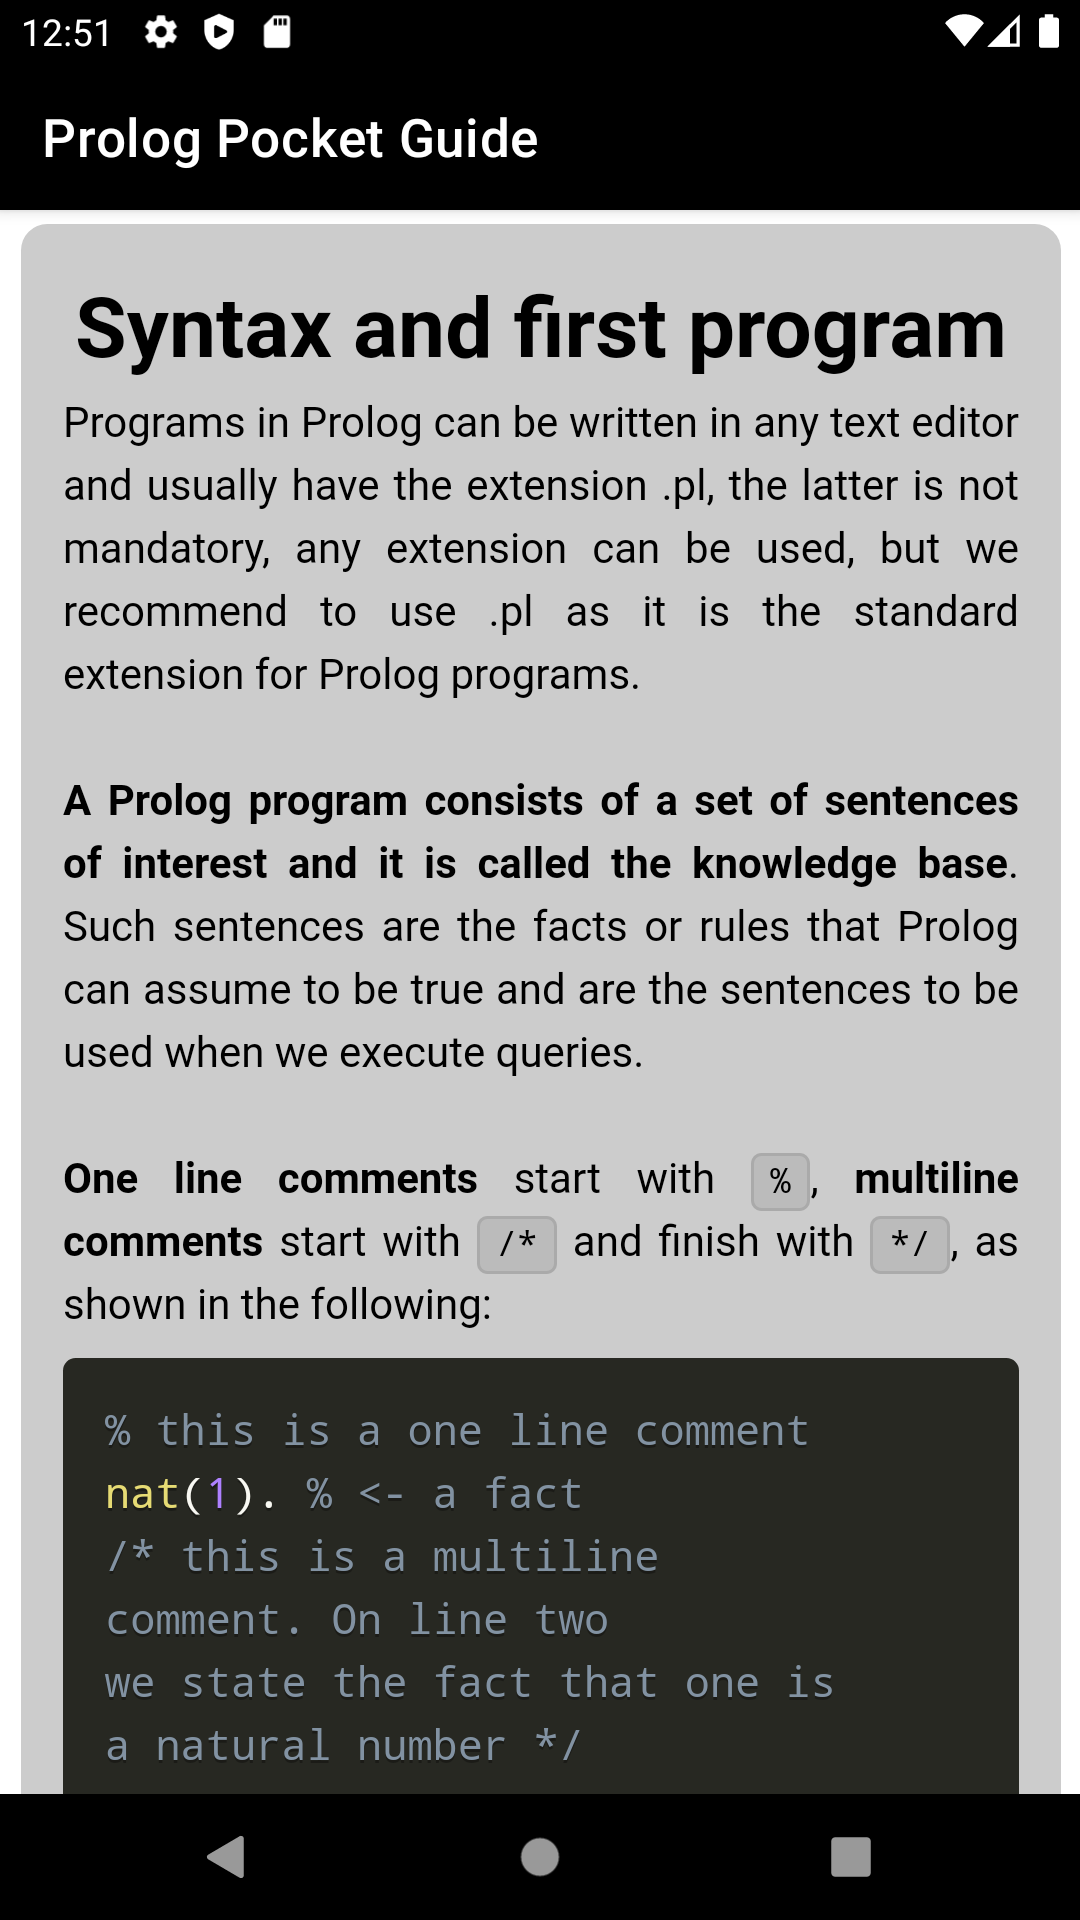 12:51
Prolog Pocket Guide
Syntax and first program
Programs in Prolog can be written in any text editor
and usually have the extension .pl, the latter is not
mandatory, any extension can be used, but we
recommend to use .pl as it is the standard
extension for Prolog programs.
A Prolog program consists of a set of sentences
of interest and it is called the knowledge base.
Such sentences are the facts or rules that Prolog
can assume to be true and are the sentences to be
used when we execute queries.
One line comments start with %, multiline
comments start with /* and finish with */, as
shown in the following:
% this is a one line comment
nat(1). % <- a fact
/* this is a multiline
comment. On line two
we state the fact that one is
a natural number */